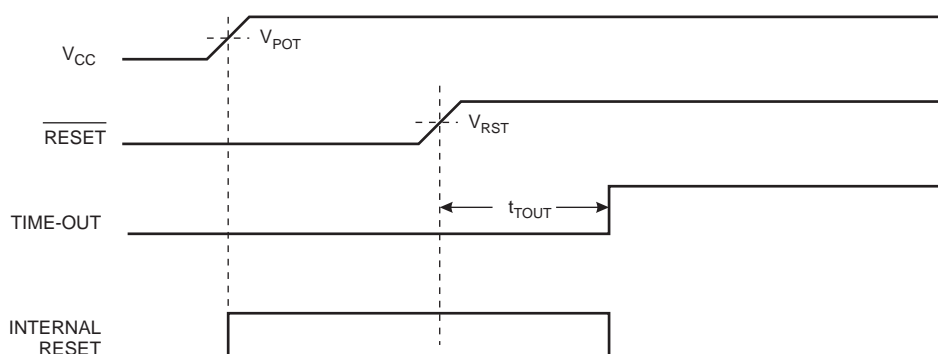 V_CC
V_POT
RESET
V_RST
TIME-OUT
t_TOUT
INTERNAL
RESET